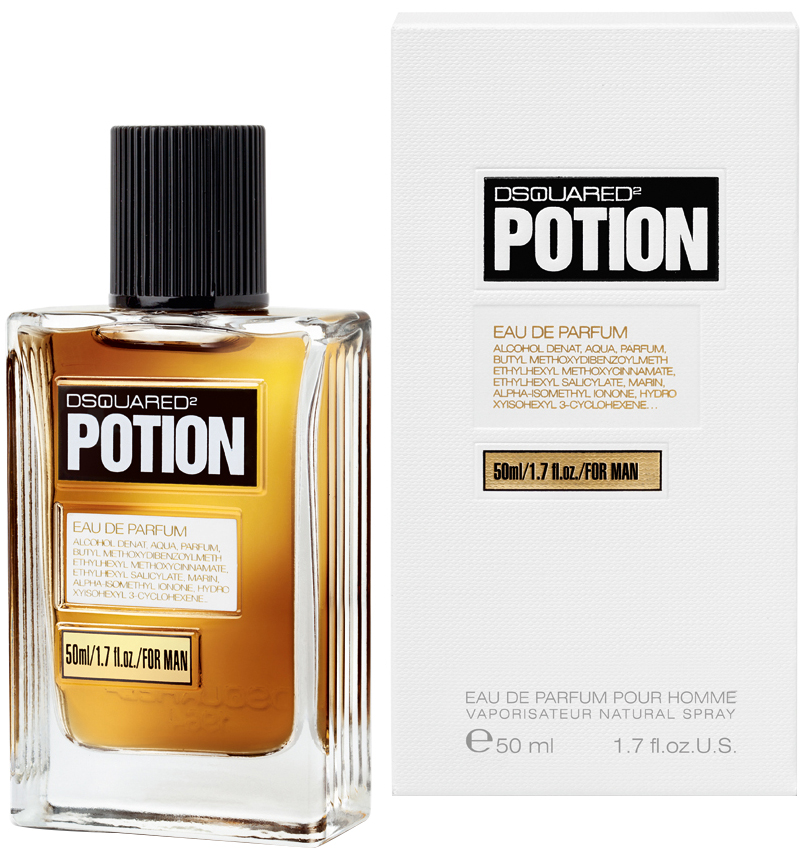 DSQUARED²
POTION
EAU DE PARFUM
ALCOHOL DENAT, AQUA, PARFUM,
BUTYL METHOXYDIBENZOYLMETH
ETHYLHEXYL METHOXYCINNAMATE,
ETHYLHEXYL SALICYLATE, MARIN,
ALPHA-ISOMETHYL IONONE, HYDRO
XYISOHEXYL 3-CYCLOHEXENE...
50ml/1.7 fl.oz./FOR MAN
DSQUARED²
POTION
EAU DE PARFUM
ALCOHOL DENAT, AQUA, PARFUM,
BUTYL METHOXYDIBENZOYLMETH
ETHYLHEXYL METHOXYCINNAMATE,
ETHYLHEXYL SALICYLATE, MARIN,
ALPHA-ISOMETHYL IONONE, HYDRO
XYISOHEXYL 3-CYCLOHEXENE...
50ml/1.7 fl.oz./FOR MAN
EAU DE PARFUM POUR HOMME
VAPORISATEUR NATURAL SPRAY
℮50 ml 1.7 fl.oz.U.S.